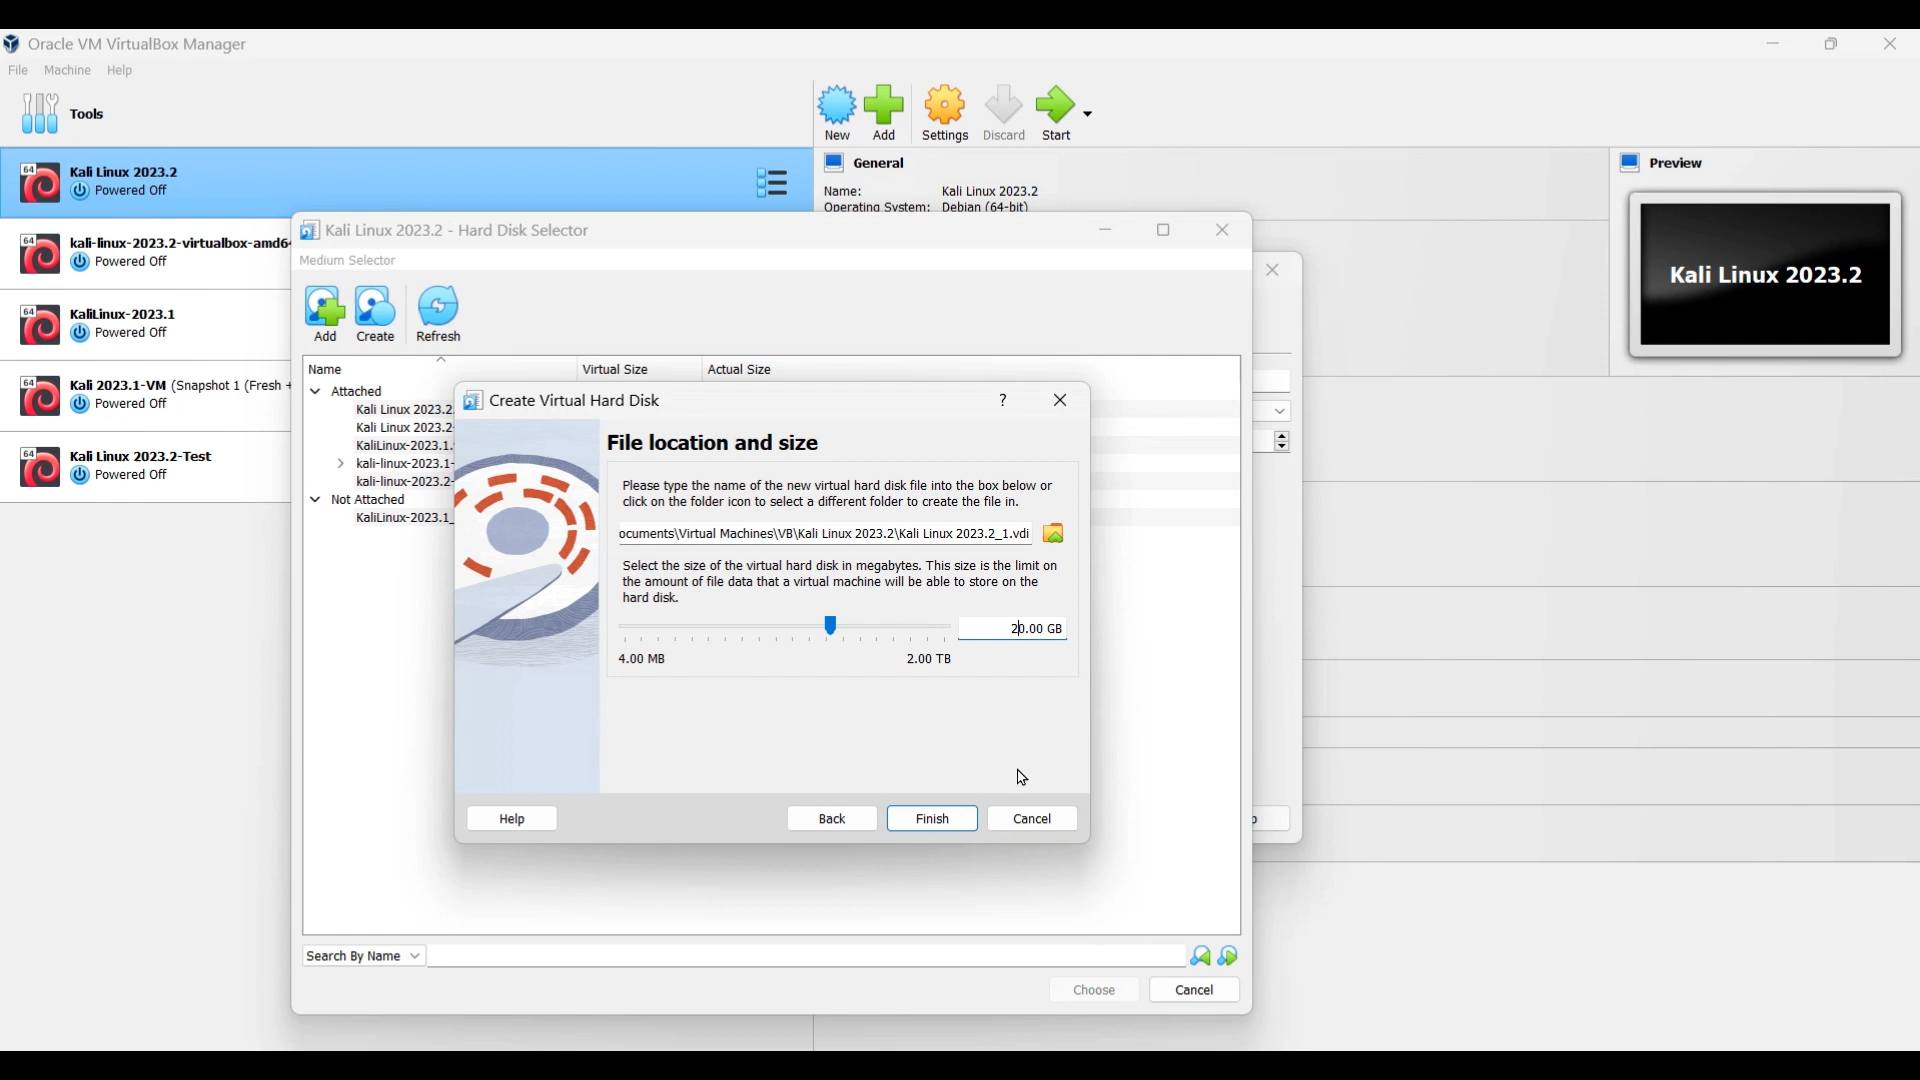 Oracle VM VirtualBox Manager
File Machine Help
Tools
New Add Settings Discard Start
64 Kali Linux 2023.2
Powered Off
64 kali-linux-2023.2-virtualbox-amd64
Powered Off
64 KaliLinux-2023.1
Powered Off
64 Kali 2023.1-VM (Snapshot 1 (Fresh +
Powered Off
64 Kali Linux 2023.2-Test
Powered Off
General
Name: Kali Linux 2023.2
Operating System: Debian (64-bit)
Preview
Kali Linux 2023.2
Kali Linux 2023.2 - Hard Disk Selector
Medium Selector
Add Create Refresh
Name Virtual Size Actual Size
Attached
Kali Linux 2023.2
Kali Linux 2023.2-
KaliLinux-2023.1.
kali-linux-2023.1-
kali-linux-2023.2-
Not Attached
KaliLinux-2023.1_
Create Virtual Hard Disk ?
File location and size
Please type the name of the new virtual hard disk file into the box below or
click on the folder icon to select a different folder to create the file in.
ocuments\Virtual Machines\VB\Kali Linux 2023.2\Kali Linux 2023.2_1.vdi
Select the size of the virtual hard disk in megabytes. This size is the limit on
the amount of file data that a virtual machine will be able to store on the
hard disk.
20.00 GB
4.00 MB 2.00 TB
Help Back Finish Cancel
Search By Name
Choose Cancel